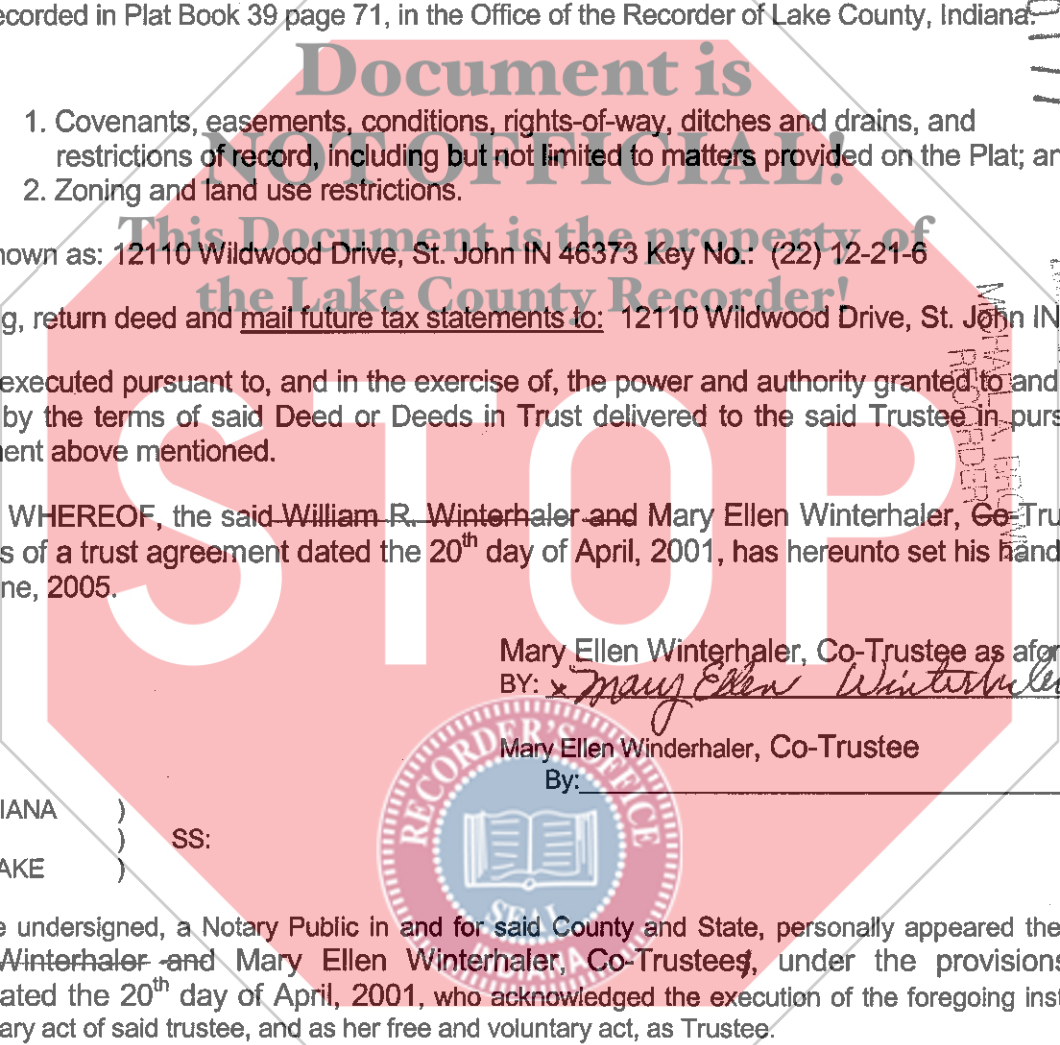 ecorded in Plat Book 39 page 71, in the Office of the Recorder of Lake County, Indiana.
Document is
1. Covenants, easements, conditions, rights-of-way, ditches and drains, and
NOT OFFICIAL!
restrictions of record, including but not limited to matters provided on the Plat; an
2. Zoning and land use restrictions.
This Document is the property of
nown as: 12110 Wildwood Drive, St. John IN 46373 Key No.: (22) 12-21-6
the Lake County Recorder!
g, return deed and mail future tax statements to: 12110 Wildwood Drive, St. John IN
executed pursuant to, and in the exercise of, the power and authority granted to and
by the terms of said Deed or Deeds in Trust delivered to the said Trustee in purs
ent above mentioned.
RECORDER
STOP
WHEREOF, the said William R. Winterhaler and Mary Ellen Winterhaler, Co-Tru
s of a trust agreement dated the 20th day of April, 2001, has hereunto set his hand
ne, 2005.
Mary Ellen Winterhaler, Co-Trustee as afor
BY: x Mary Ellen Winterhaler
Mary Ellen Winderhaler, Co-Trustee
By:
RECORDER'S OFFICE
SEAL
INDIANA
IANA )
) SS:
AKE )
e undersigned, a Notary Public in and for said County and State, personally appeared the
Winterhaler and Mary Ellen Winterhaler, Co-Trustees, under the provisions
ated the 20th day of April, 2001, who acknowledged the execution of the foregoing inst
ary act of said trustee, and as her free and voluntary act, as Trustee.